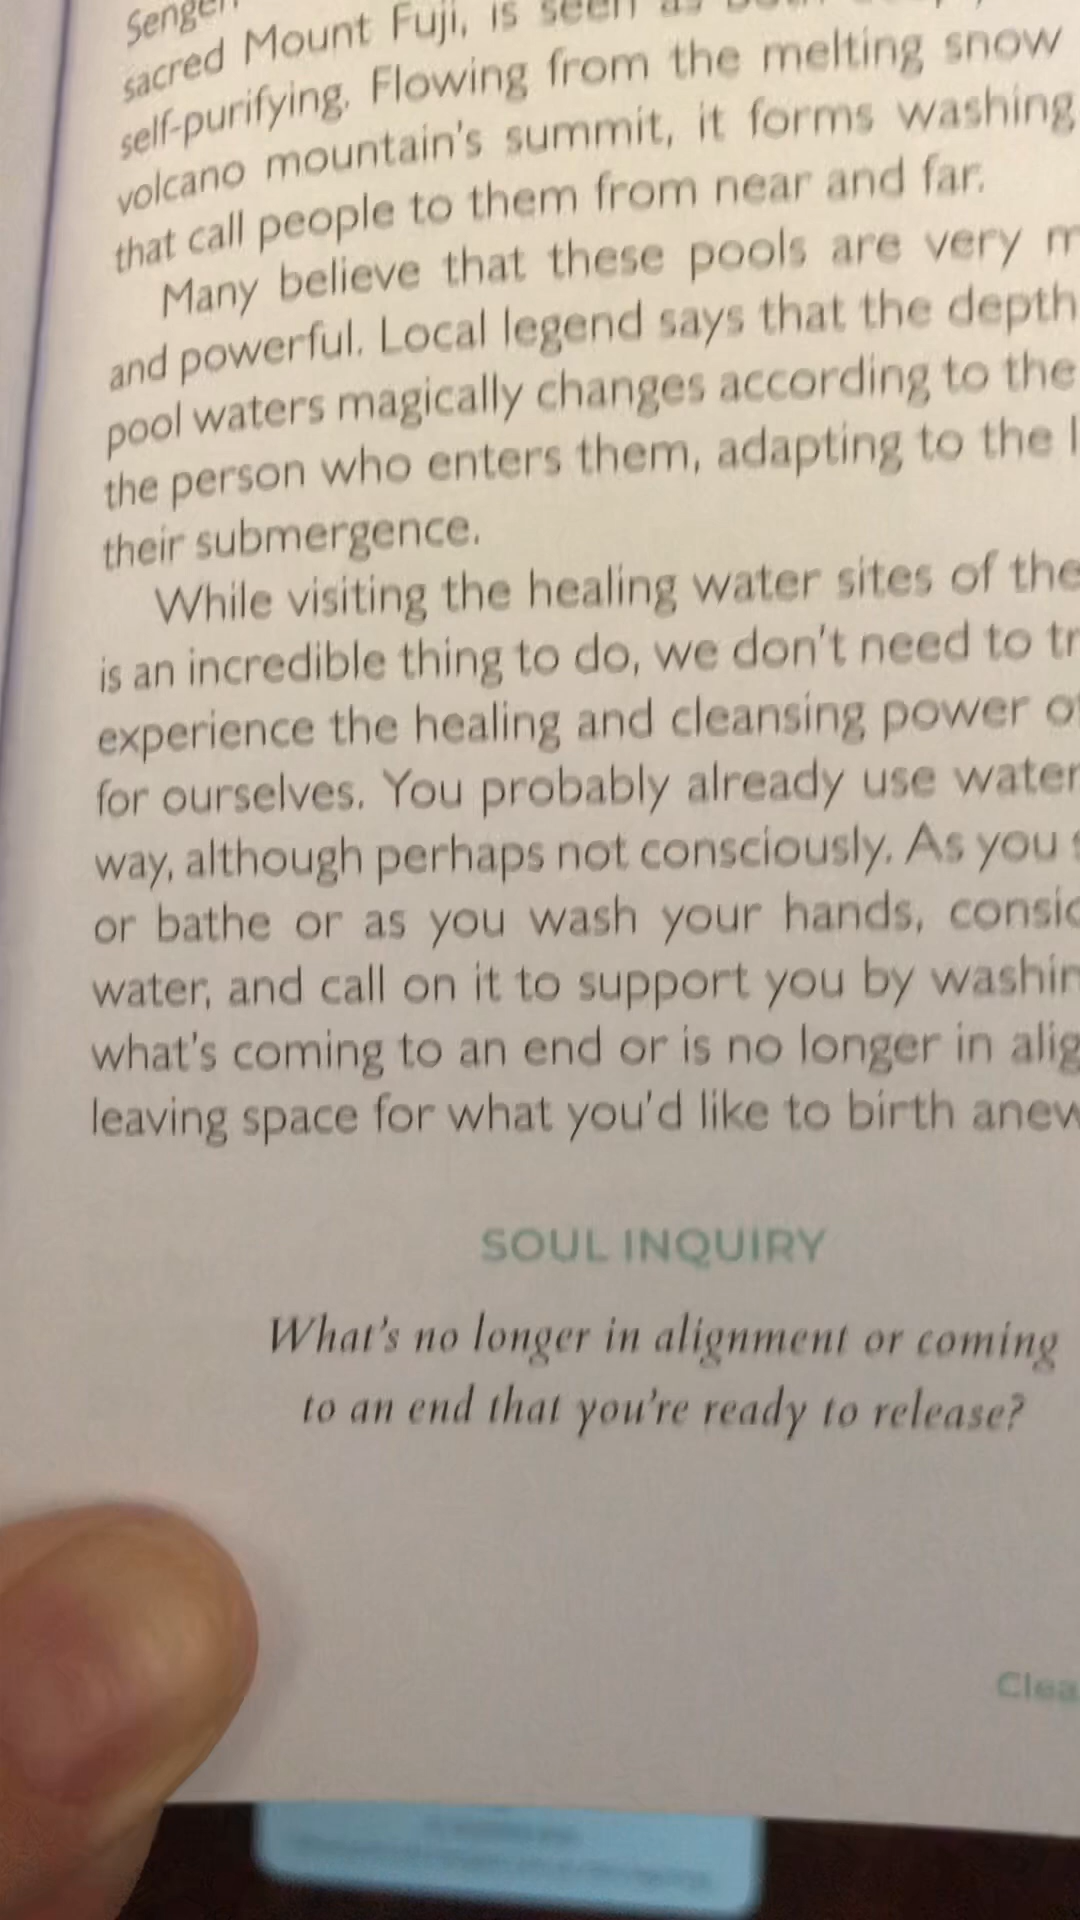 sacred Mount Fuji, is seen as
self-purifying. Flowing from the melting snow
volcano mountain's summit, it forms washing
that call people to them from near and far.
Many believe that these pools are very
and powerful. Local legend says that the depth
pool waters magically changes according to the
the person who enters them, adapting to the
their submergence.
While visiting the healing water sites of the
is an incredible thing to do, we don't need to
experience the healing and cleansing power
for ourselves. You probably already use water
way, although perhaps not consciously. As you
or bathe or as you wash your hands,
water, and call on it to support you by
what's coming to an end or is no longer in
leaving space for what you'd like to birth anew
SOUL INQUIRY
What's no longer in alignment or coming
to an end that you're ready to release?